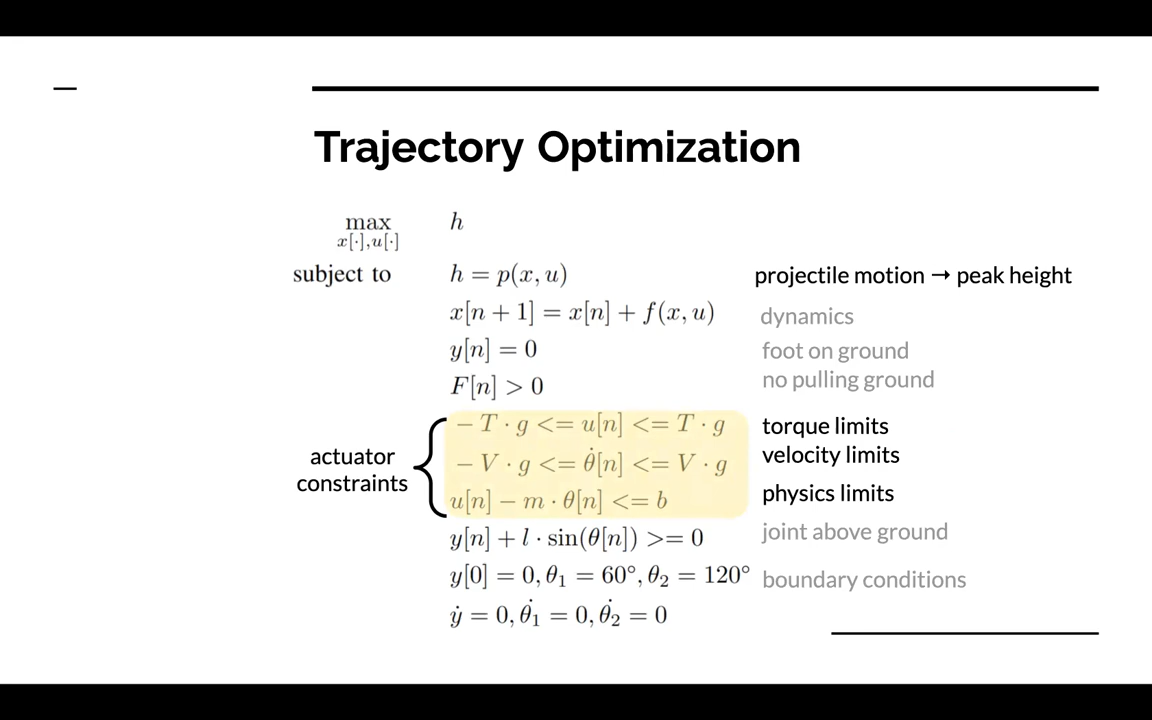 Trajectory Optimization
max h
x[·],u[·]
subject to h = p(x, u) projectile motion → peak height
x[n + 1] = x[n] + f(x, u) dynamics
y[n] = 0 foot on ground
F[n] > 0 no pulling ground
− T · g <= u[n] <= T · g torque limits
− V · g <= θ̇[n] <= V · g velocity limits
actuator constraints
u[n] − m · θ[n] <= b physics limits
y[n] + l · sin(θ[n]) >= 0 joint above ground
y[0] = 0, θ₁ = 60°, θ₂ = 120° boundary conditions
ẏ = 0, θ̇₁ = 0, θ̇₂ = 0